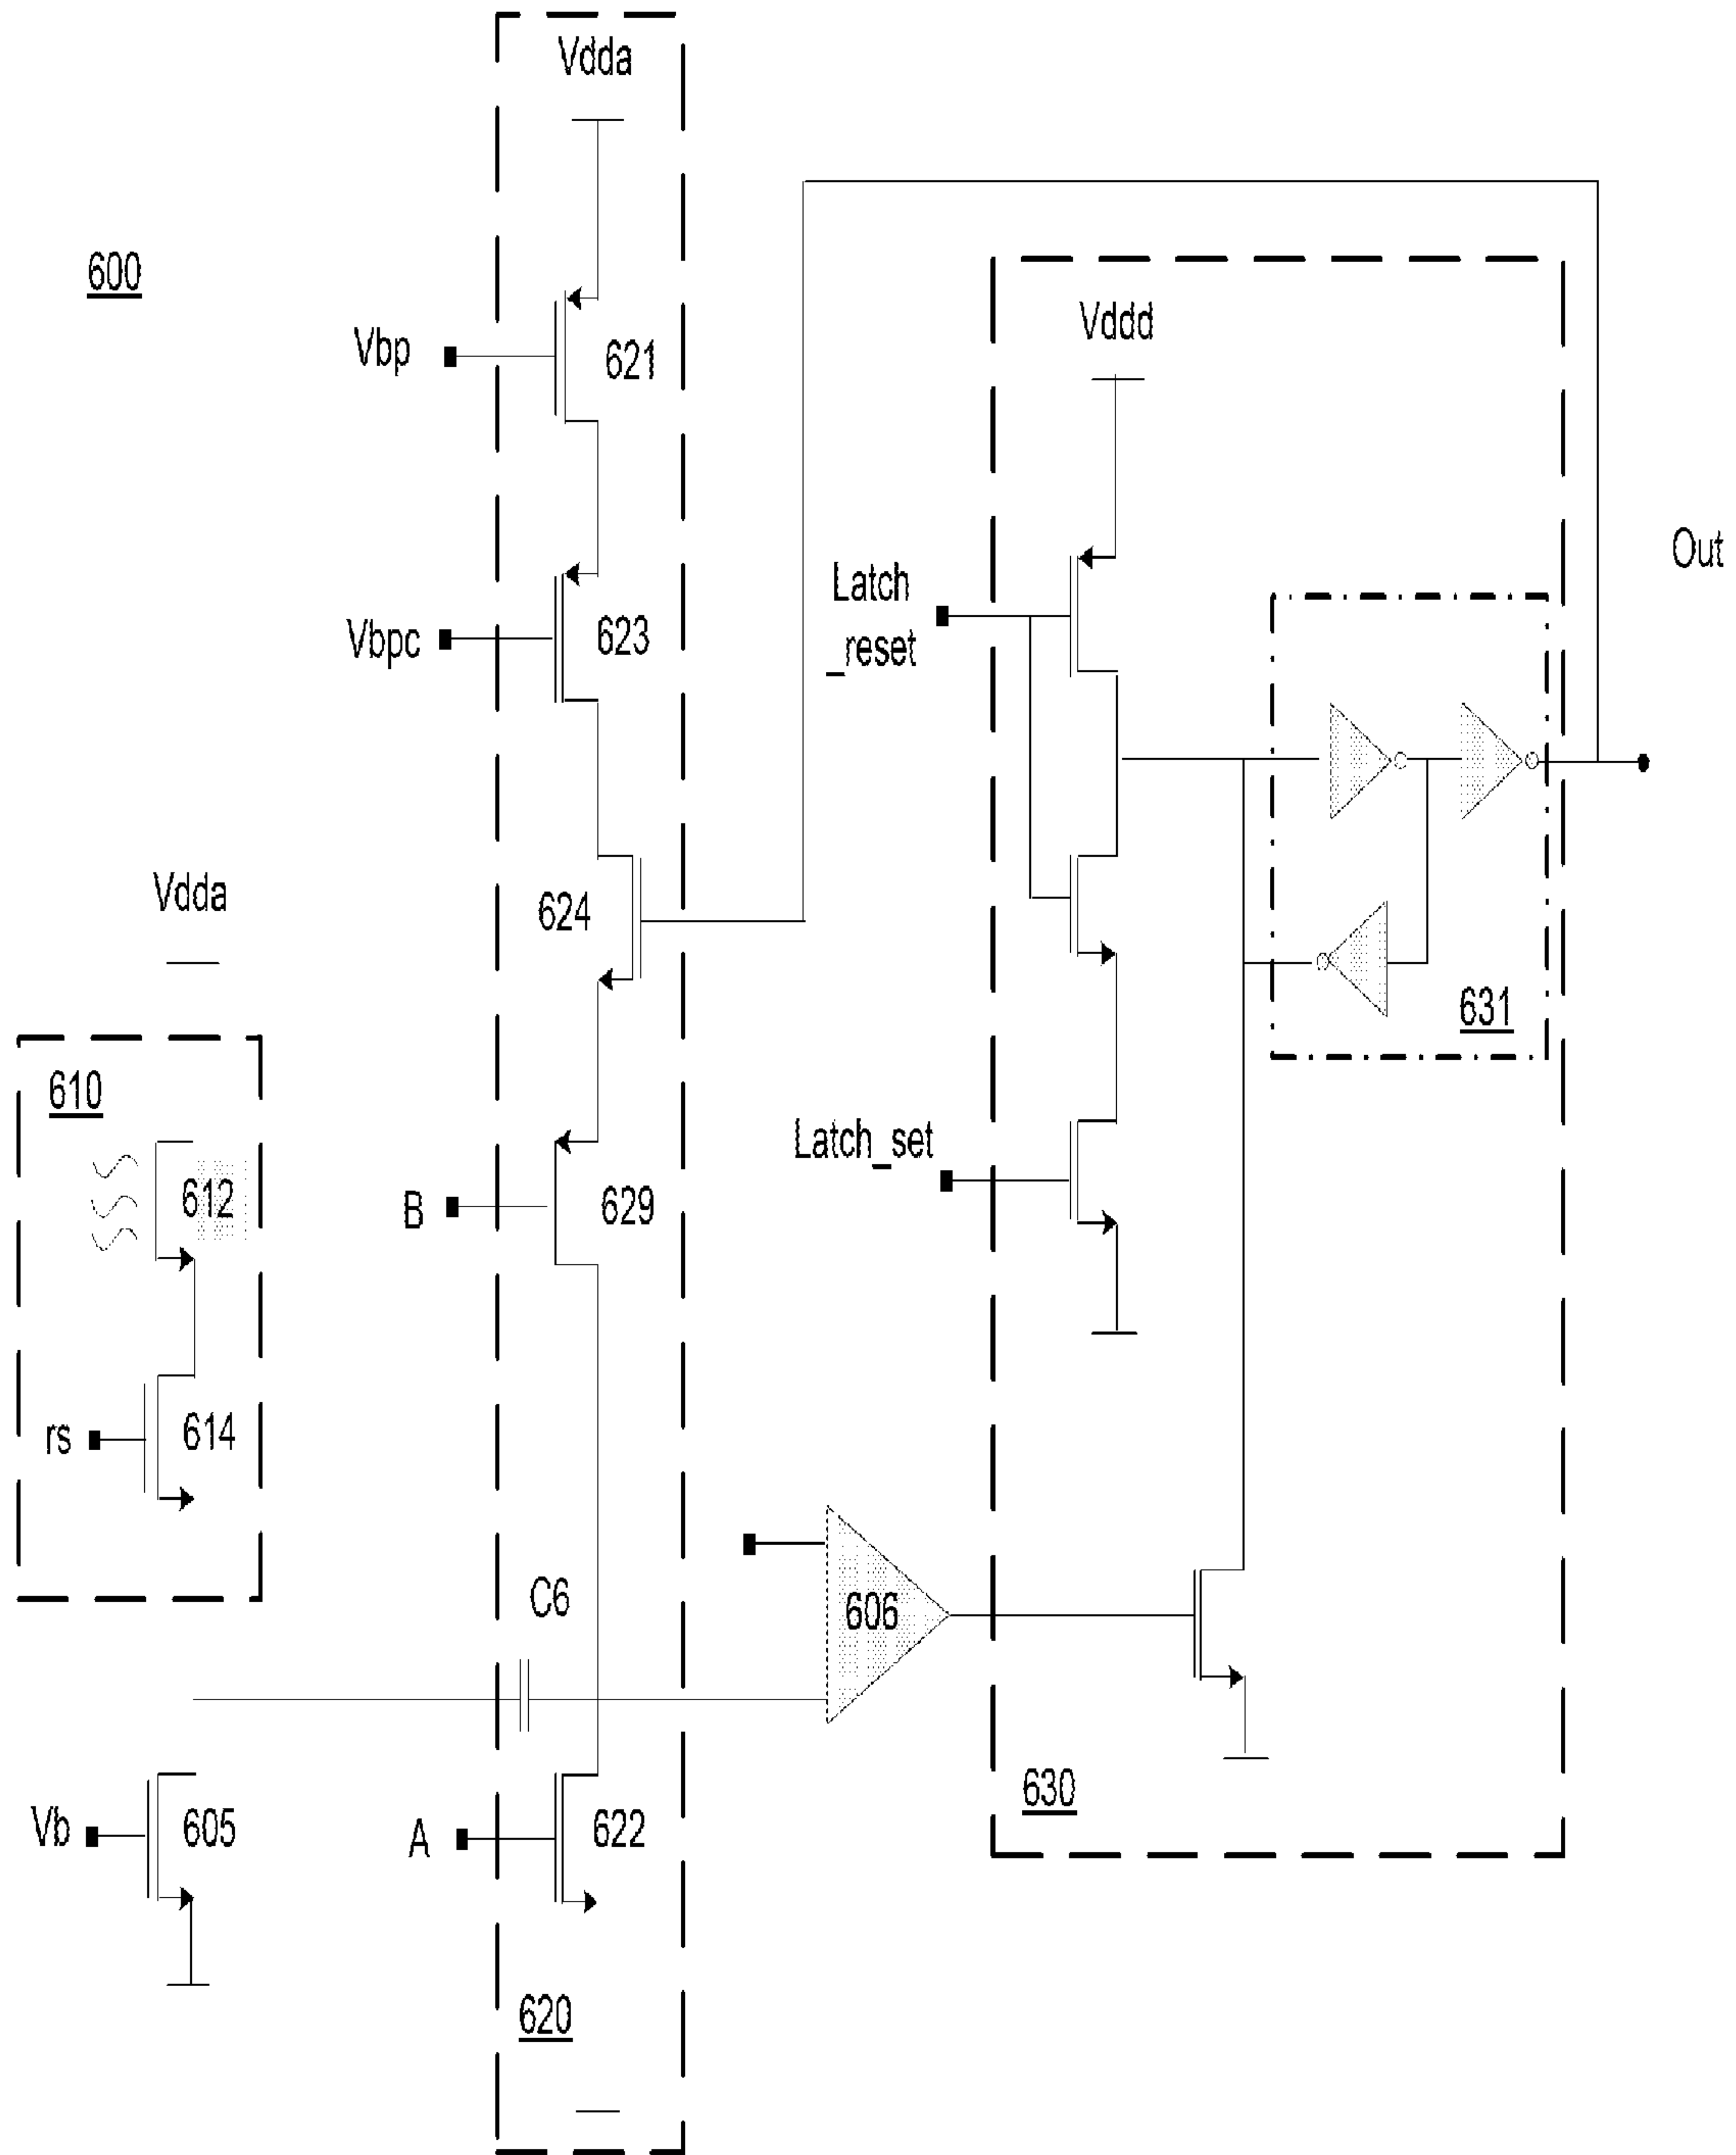 Vdda
600
Vbp
621
Vddd
Out
Latch
_reset
Vbpc
623
Vdda
624
631
610
Latch_set
612
B
629
rs
614
C6
606
630
Vb
605
A
622
620